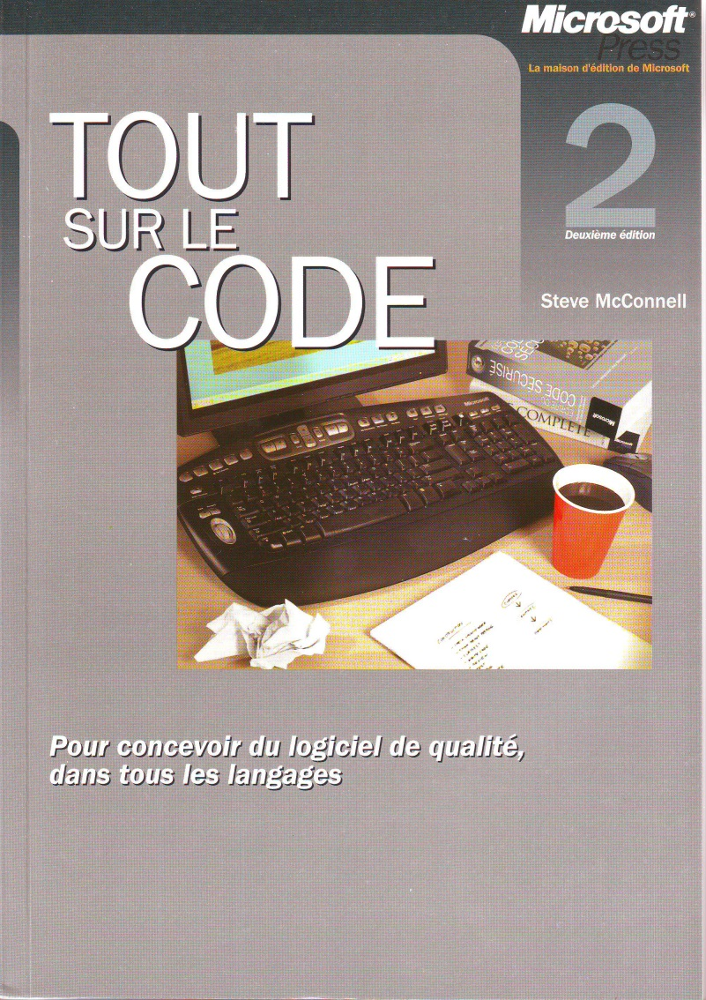 Microsoft®
Press
La maison d'édition de Microsoft
TOUT
SUR LE
CODE
2
Deuxième édition
Steve McConnell
CODE SÉCURISÉ
COMPLETE
Microsoft
Pour concevoir du logiciel de qualité,
dans tous les langages